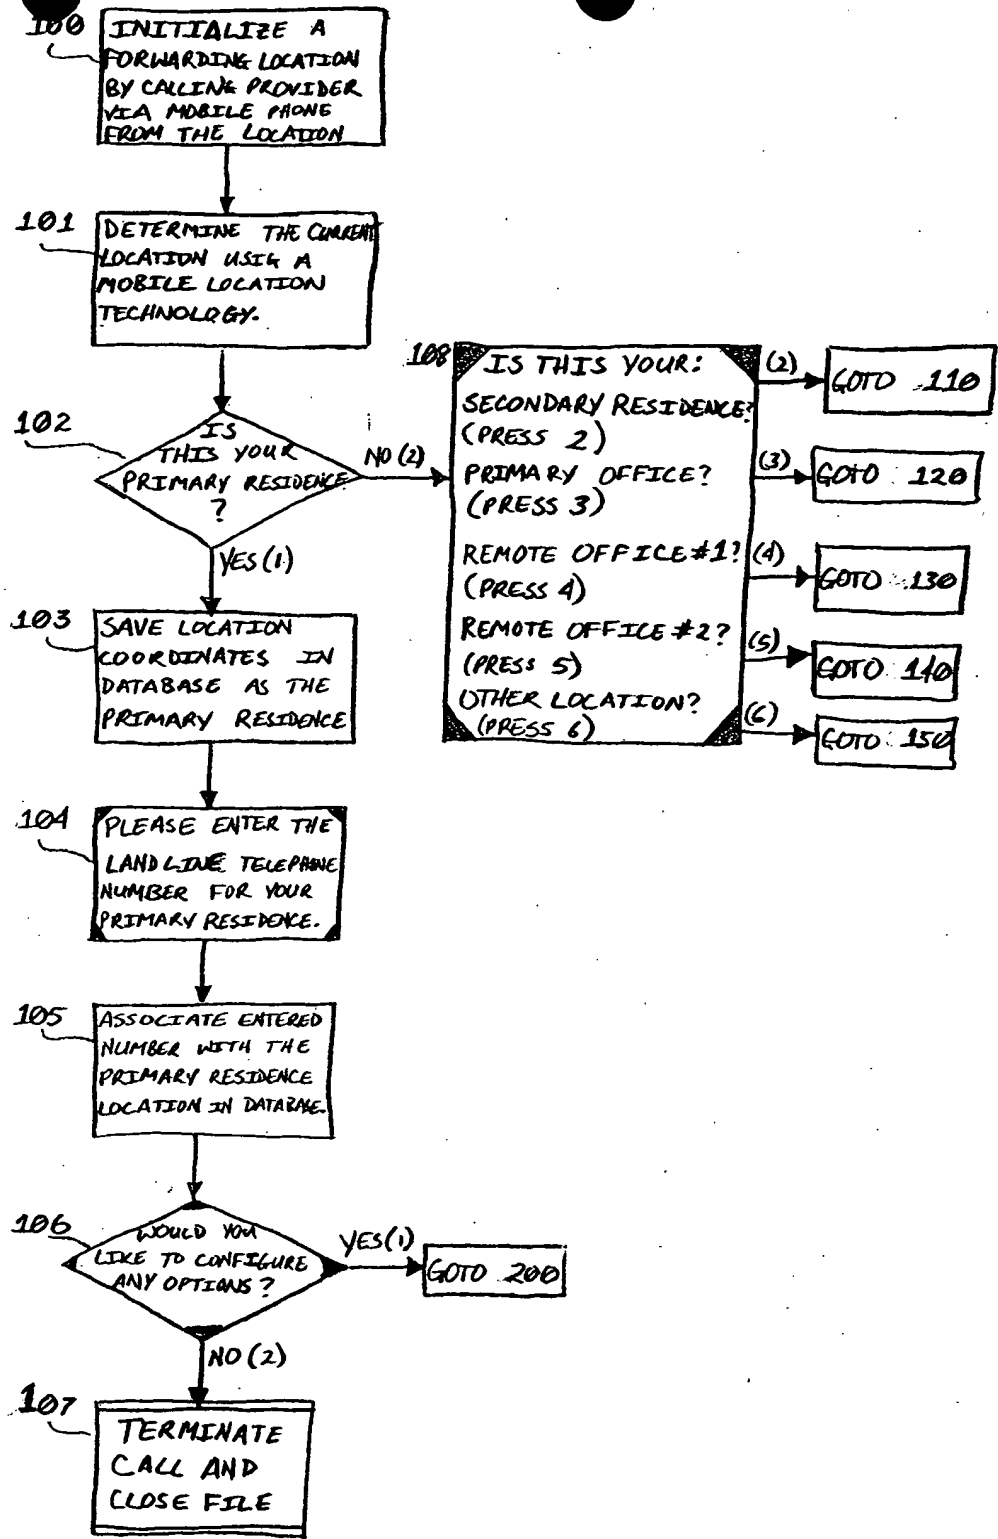 100
INITIALIZE A
FORWARDING LOCATION
BY CALLING PROVIDER
VIA MOBILE PHONE
FROM THE LOCATION
101
DETERMINE THE CURRENT
LOCATION USIG A
MOBILE LOCATION
TECHNOLOGY.
102
IS
THIS YOUR
PRIMARY RESIDENCE
?
NO (2)
YES (1)
108
IS THIS YOUR:
SECONDARY RESIDENCE?
(PRESS 2)
PRIMARY OFFICE?
(PRESS 3)
REMOTE OFFICE #1?
(PRESS 4)
REMOTE OFFICE #2?
(PRESS 5)
OTHER LOCATION?
(PRESS 6)
(2)
GOTO 110
(3)
GOTO 120
(4)
GOTO 130
(5)
GOTO 140
(6)
GOTO 150
103
SAVE LOCATION
COORDINATES IN
DATABASE AS THE
PRIMARY RESIDENCE
104
PLEASE ENTER THE
LANDLINE TELEPHONE
NUMBER FOR YOUR
PRIMARY RESIDENCE.
105
ASSOCIATE ENTERED
NUMBER WITH THE
PRIMARY RESIDENCE
LOCATION IN DATABASE.
106
WOULD YOU
LIKE TO CONFIGURE
ANY OPTIONS?
YES (1)
GOTO 200
NO (2)
107
TERMINATE
CALL AND
CLOSE FILE